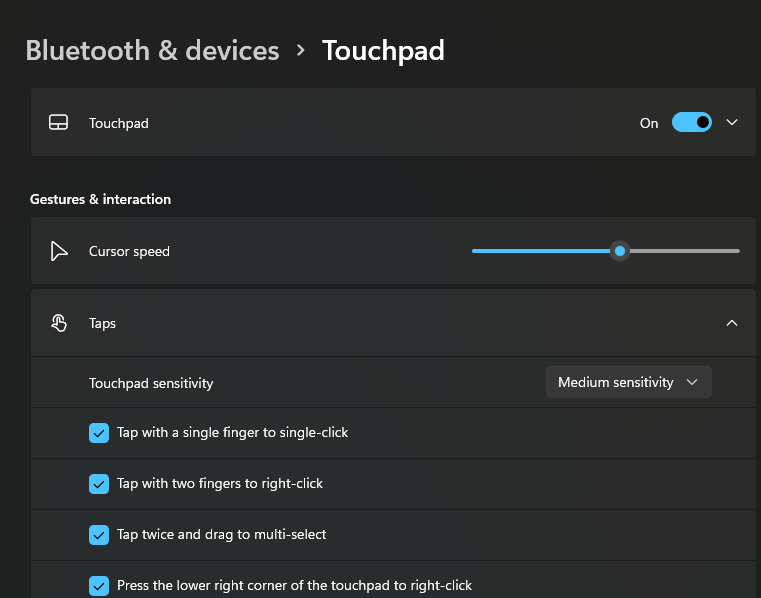 Bluetooth & devices > Touchpad
Touchpad
On
Gestures & interaction
Cursor speed
Taps
Touchpad sensitivity
Medium sensitivity
Tap with a single finger to single-click
Tap with two fingers to right-click
Tap twice and drag to multi-select
Press the lower right corner of the touchpad to right-click